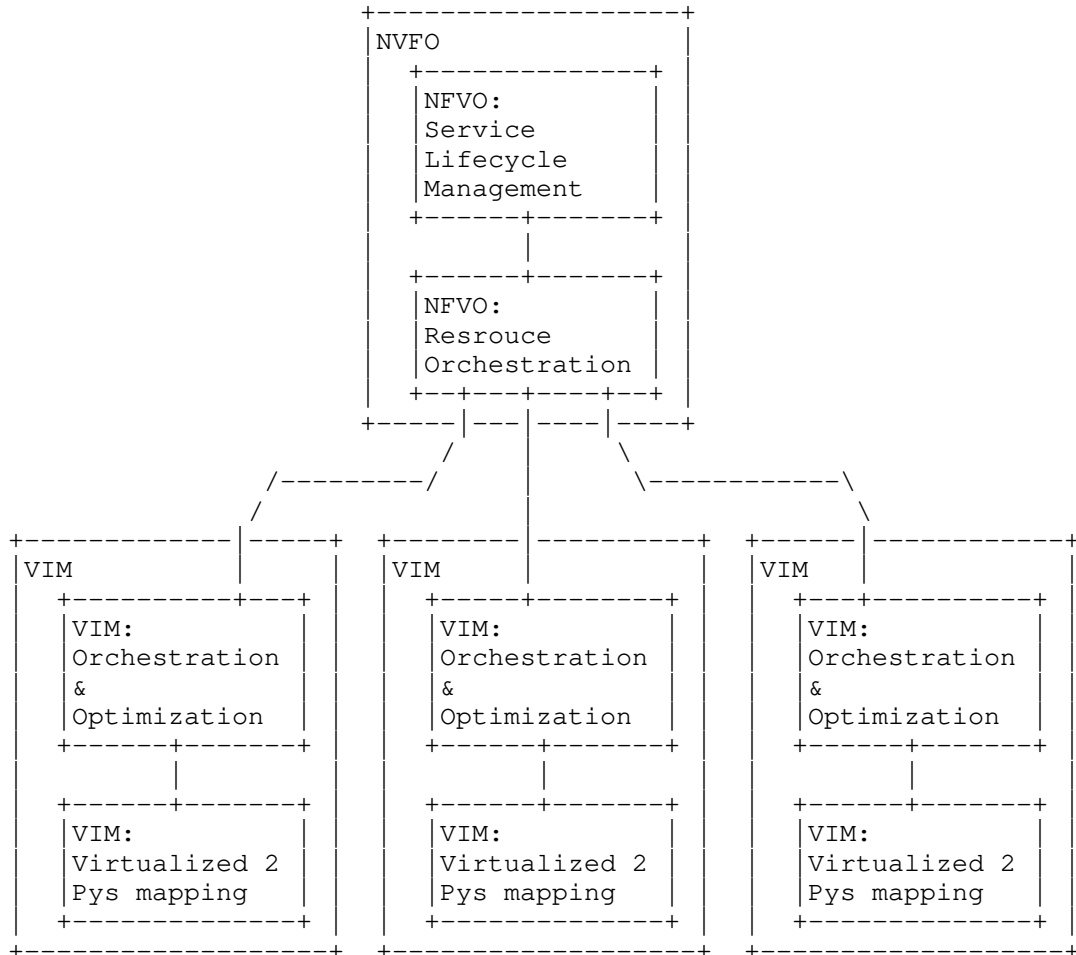 NVFO
NFVO:
Service
Lifecycle
Management
NFVO:
Resrouce
Orchestration
VIM
VIM:
Orchestration
&
Optimization
VIM:
Virtualized 2
Pys mapping
VIM
VIM:
Orchestration
&
Optimization
VIM:
Virtualized 2
Pys mapping
VIM
VIM:
Orchestration
&
Optimization
VIM:
Virtualized 2
Pys mapping